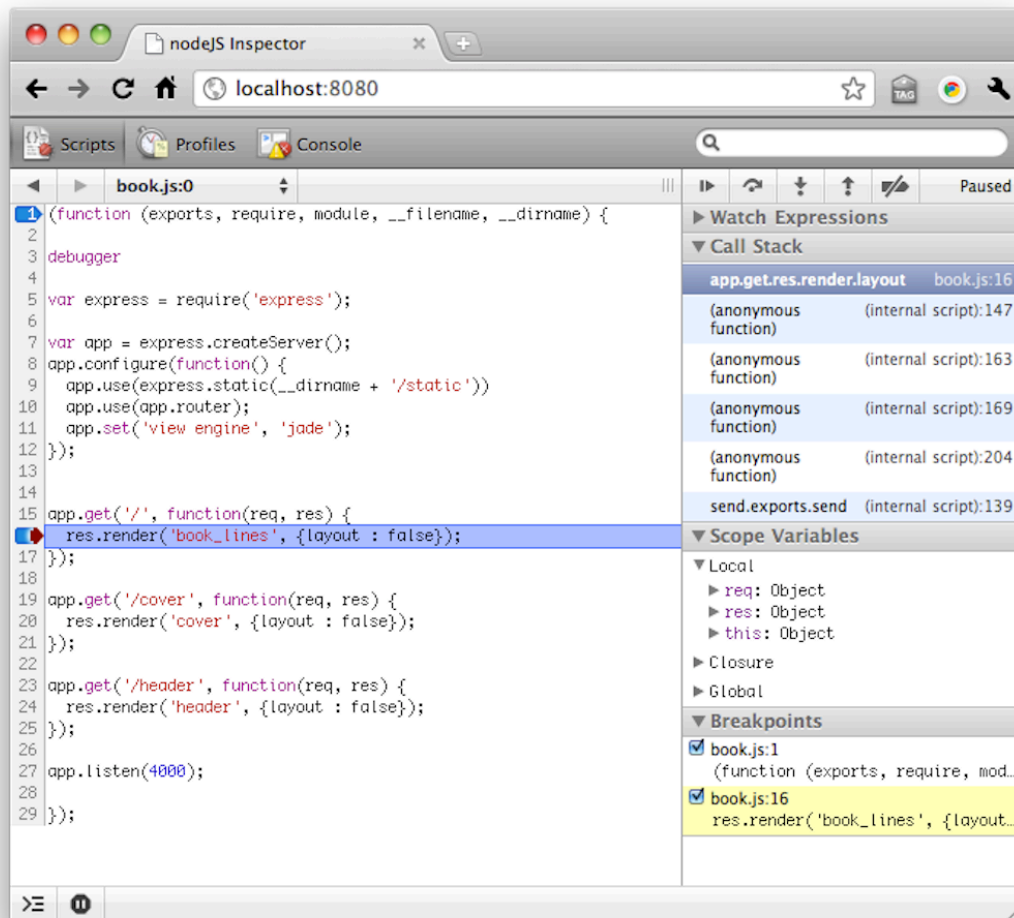 nodeJS Inspector
localhost:8080
TAG
Scripts Profiles Console
book.js:0
Paused
1 (function (exports, require, module, __filename, __dirname) {
2
3 debugger
4
5 var express = require('express');
6
7 var app = express.createServer();
8 app.configure(function() {
9 app.use(express.static(__dirname + '/static'))
10 app.use(app.router);
11 app.set('view engine', 'jade');
12 });
13
14
15 app.get('/', function(req, res) {
res.render('book_lines', {layout : false});
17 });
18
19 app.get('/cover', function(req, res) {
20 res.render('cover', {layout : false});
21 });
22
23 app.get('/header', function(req, res) {
24 res.render('header', {layout : false});
25 });
26
27 app.listen(4000);
28
29 });
Watch Expressions
Call Stack
app.get.res.render.layout book.js:16
(anonymous function) (internal script):147
(anonymous function) (internal script):163
(anonymous function) (internal script):169
(anonymous function) (internal script):204
send.exports.send (internal script):139
Scope Variables
Local
req: Object
res: Object
this: Object
Closure
Global
Breakpoints
book.js:1
(function (exports, require, mod…
book.js:16
res.render('book_lines', {layout…